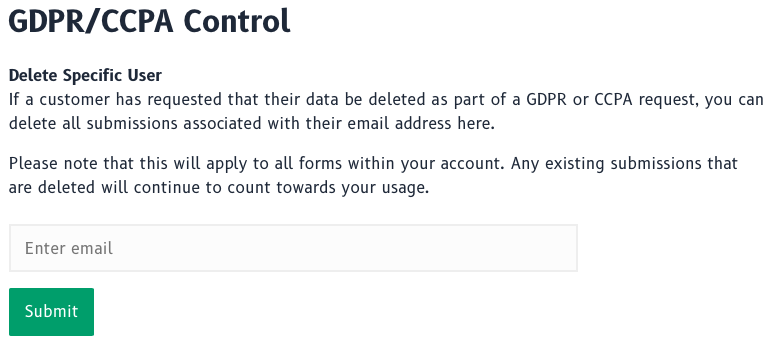 GDPR/CCPA Control
Delete Specific User
If a customer has requested that their data be deleted as part of a GDPR or CCPA request, you can
delete all submissions associated with their email address here.
Please note that this will apply to all forms within your account. Any existing submissions that
are deleted will continue to count towards your usage.
Enter email
Submit